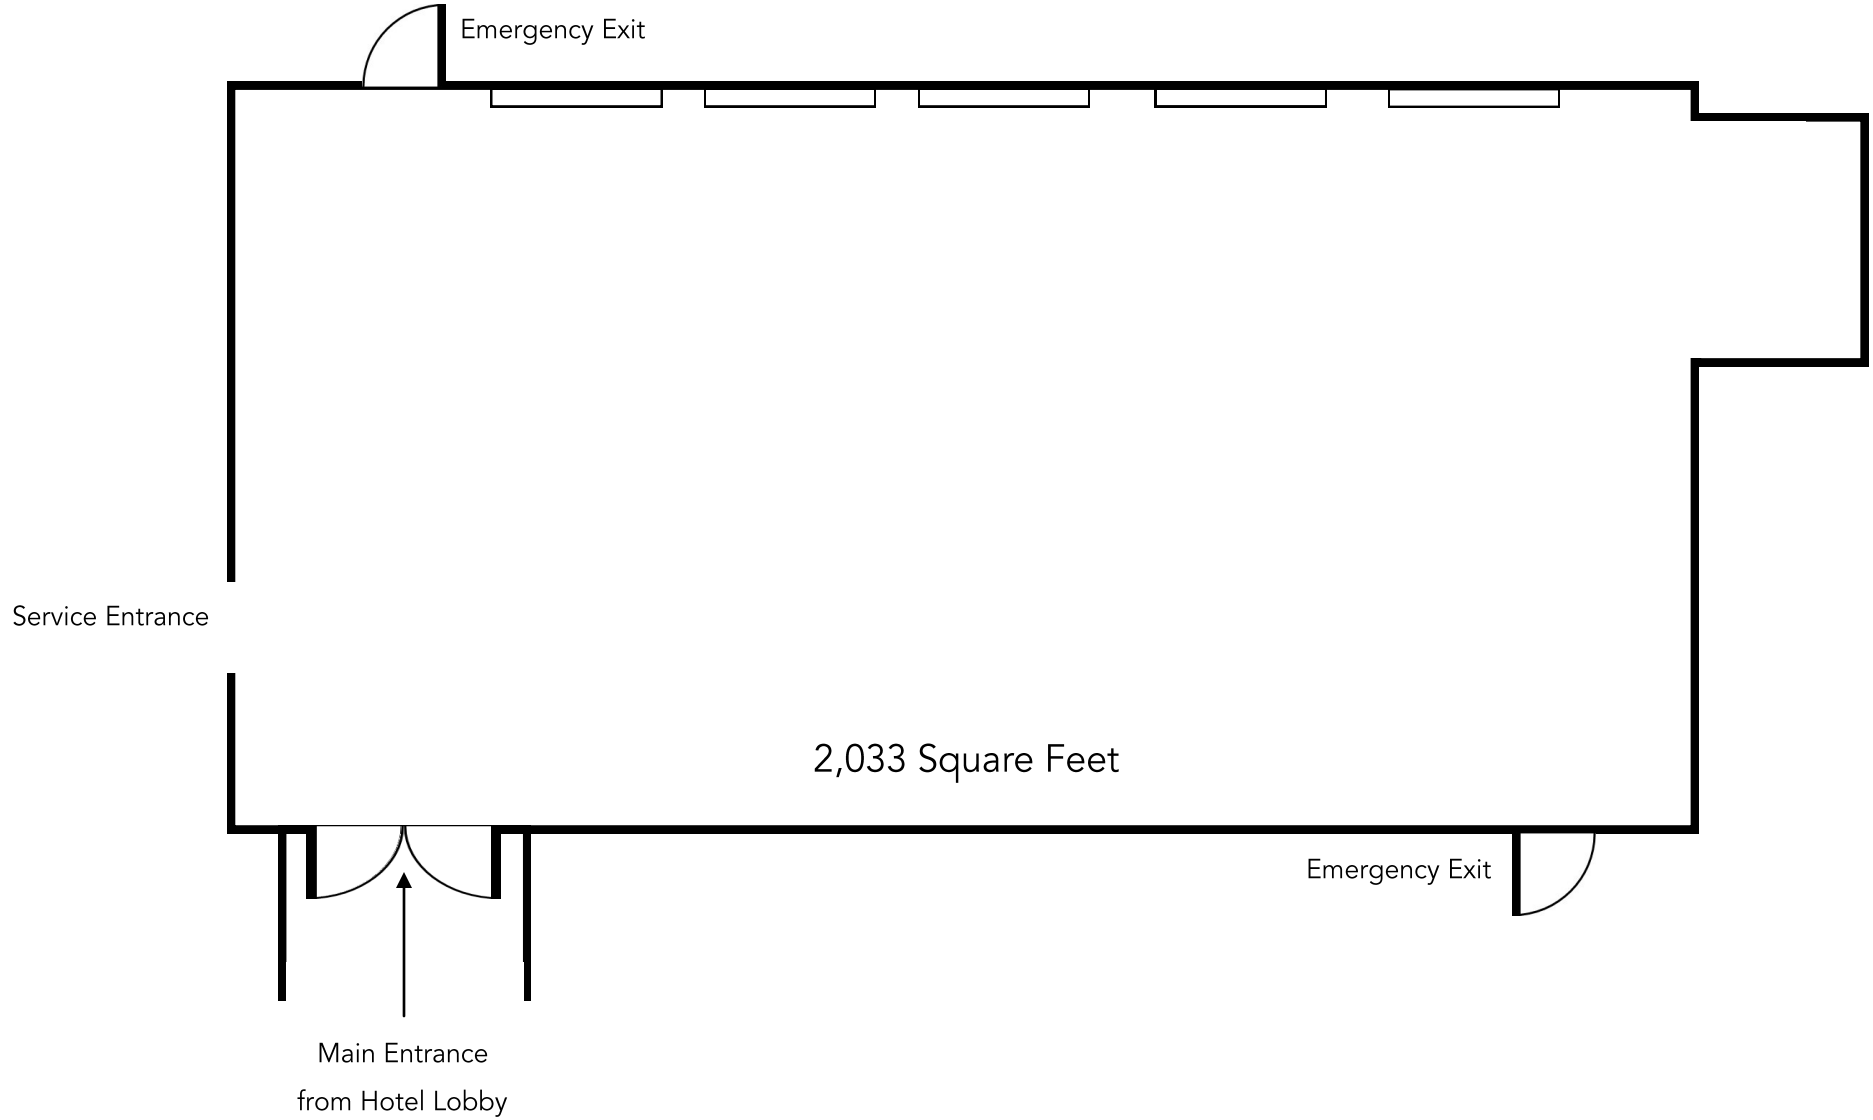 Emergency Exit
Service Entrance
2,033 Square Feet
Emergency Exit
Main Entrance
from Hotel Lobby